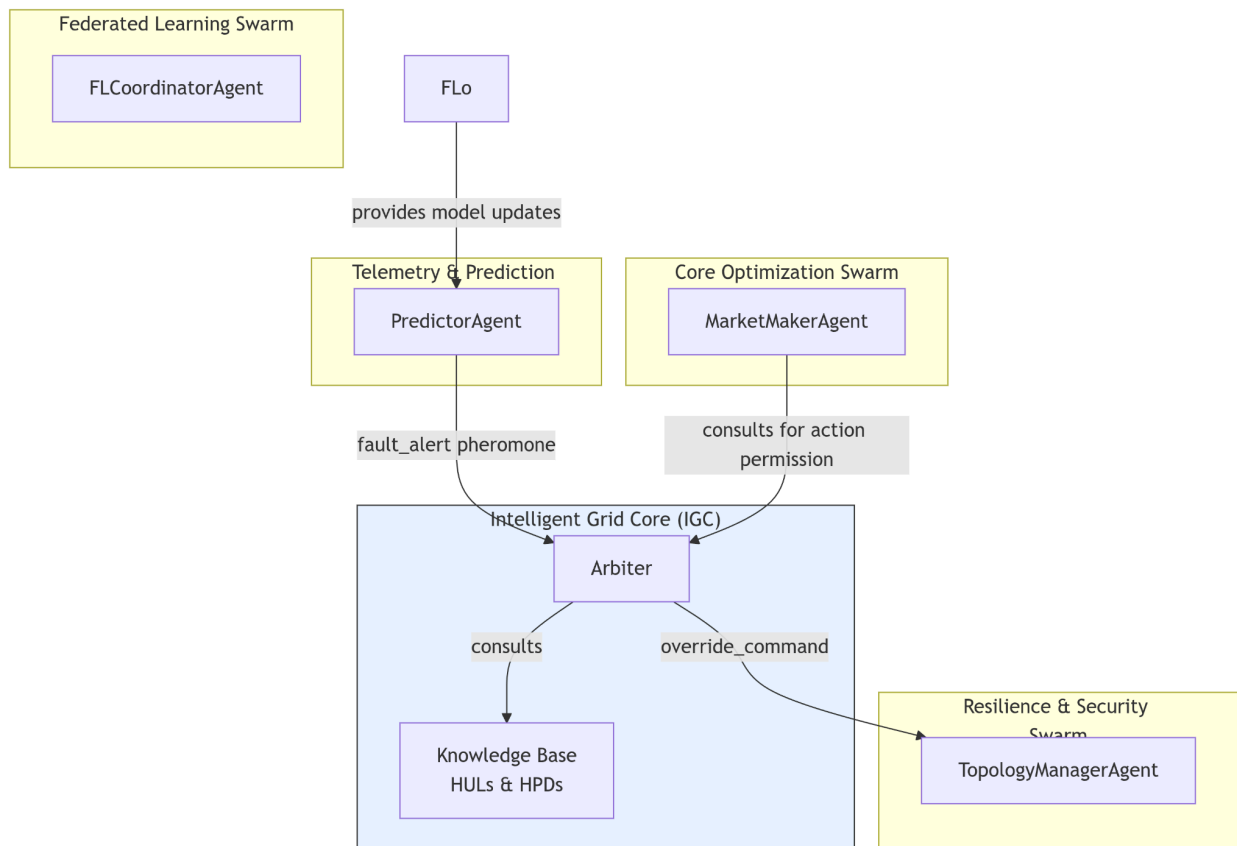 Federated Learning Swarm
FLCoordinatorAgent
FLo
provides model updates
Telemetry & Prediction
PredictorAgent
Core Optimization Swarm
MarketMakerAgent
fault_alert pheromone
consults for action
permission
Intelligent Grid Core (IGC)
Arbiter
consults
override_command
Knowledge Base
HULs & HPDs
Resilience & Security
Swarm
TopologyManagerAgent